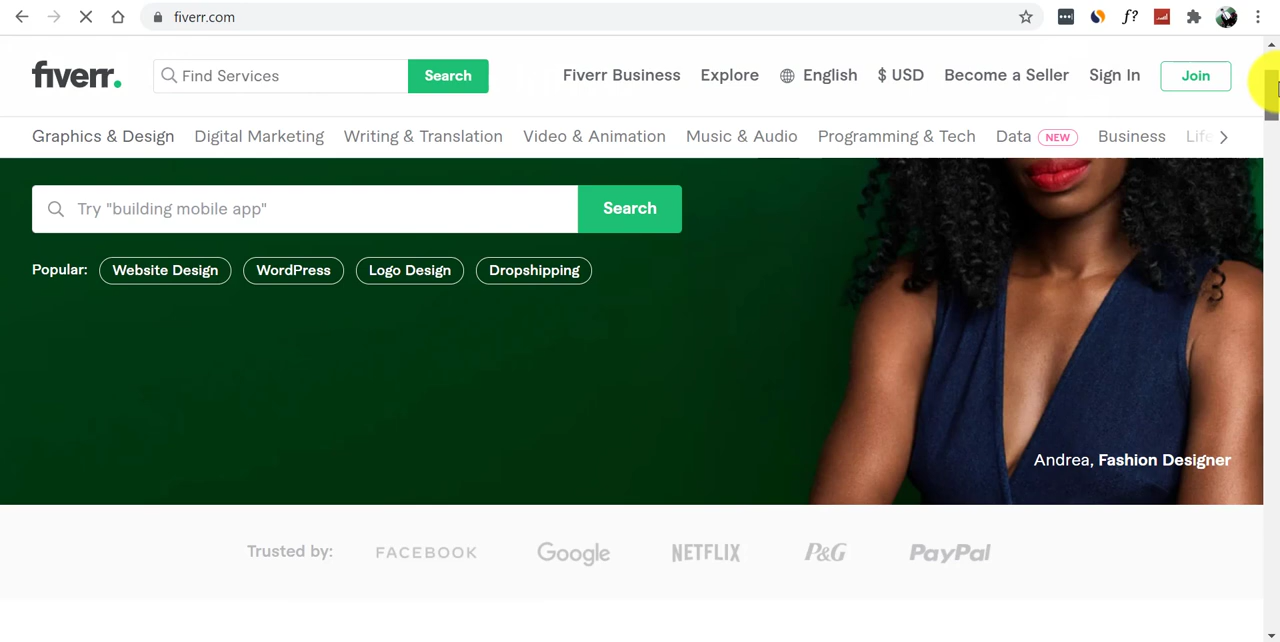 fiverr.com
f?
fiverr.
Find Services
Search
Fiverr Business
Explore
English
$ USD
Become a Seller
Sign In
Join
Graphics & Design
Digital Marketing
Writing & Translation
Video & Animation
Music & Audio
Programming & Tech
Data NEW
Business
Life
Try "building mobile app"
Search
Popular:
Website Design
WordPress
Logo Design
Dropshipping
Andrea, Fashion Designer
Trusted by:
FACEBOOK
Google
NETFLIX
P&G
PayPal